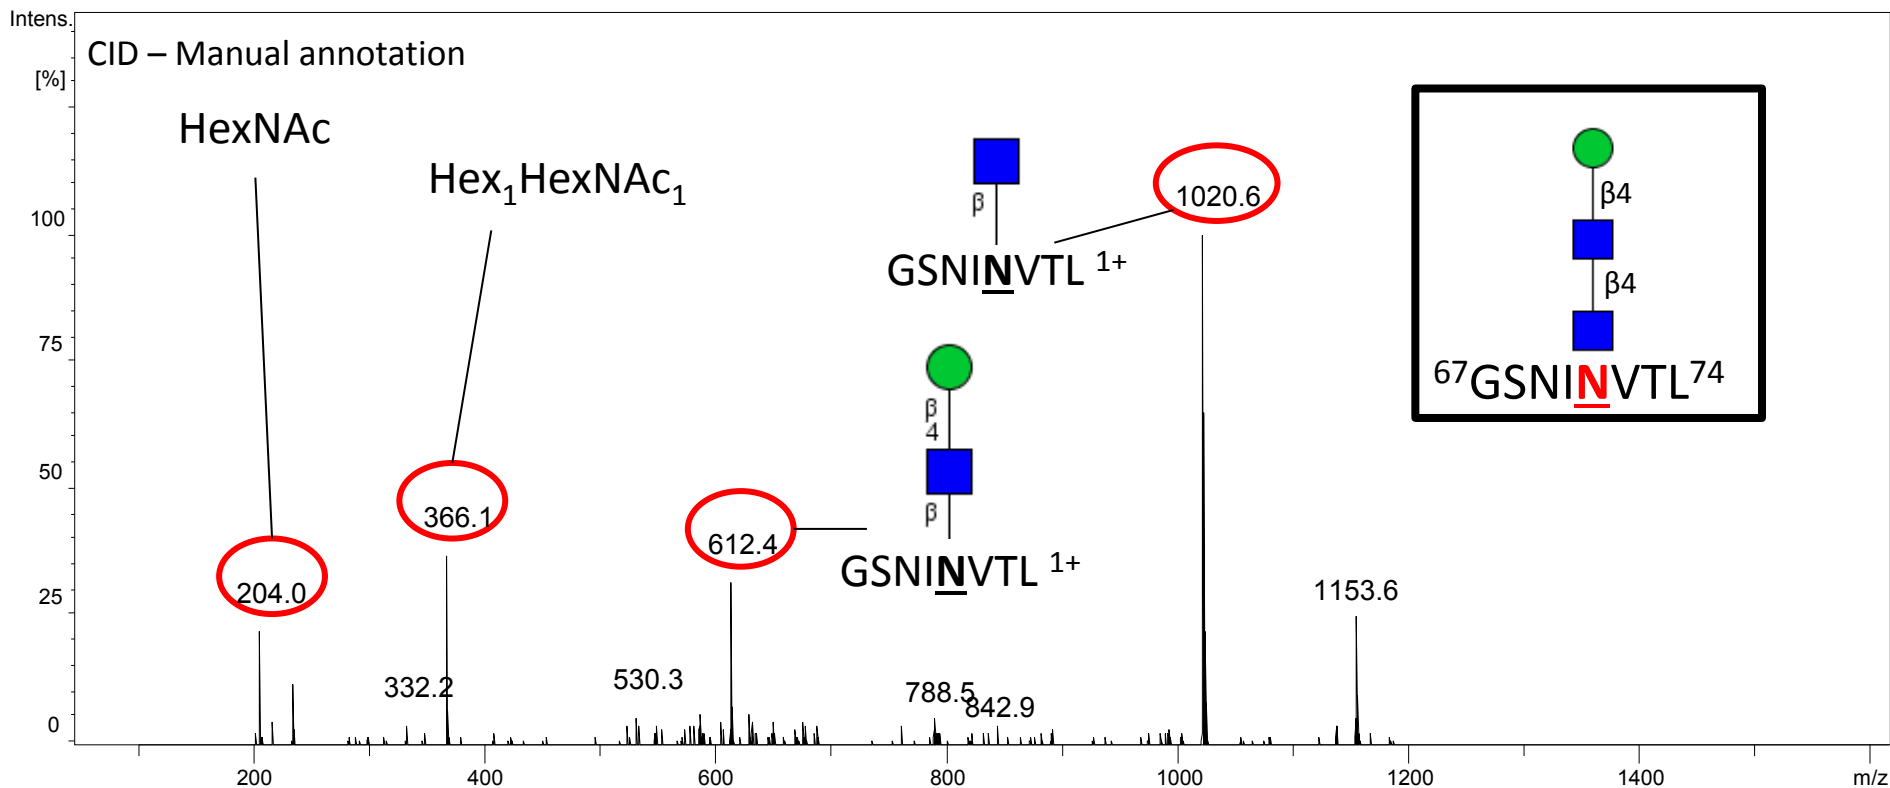 Intens.
[%]
CID – Manual annotation
HexNAc
Hex₁HexNAc₁
β
1020.6
GSNINVTL ¹⁺
β4
β4
⁶⁷GSNINVTL⁷⁴
β
4
β
GSNINVTL ¹⁺
204.0
366.1
612.4
332.2
530.3
788.5
842.9
1153.6
100
75
50
25
0
200
400
600
800
1000
1200
1400
m/z